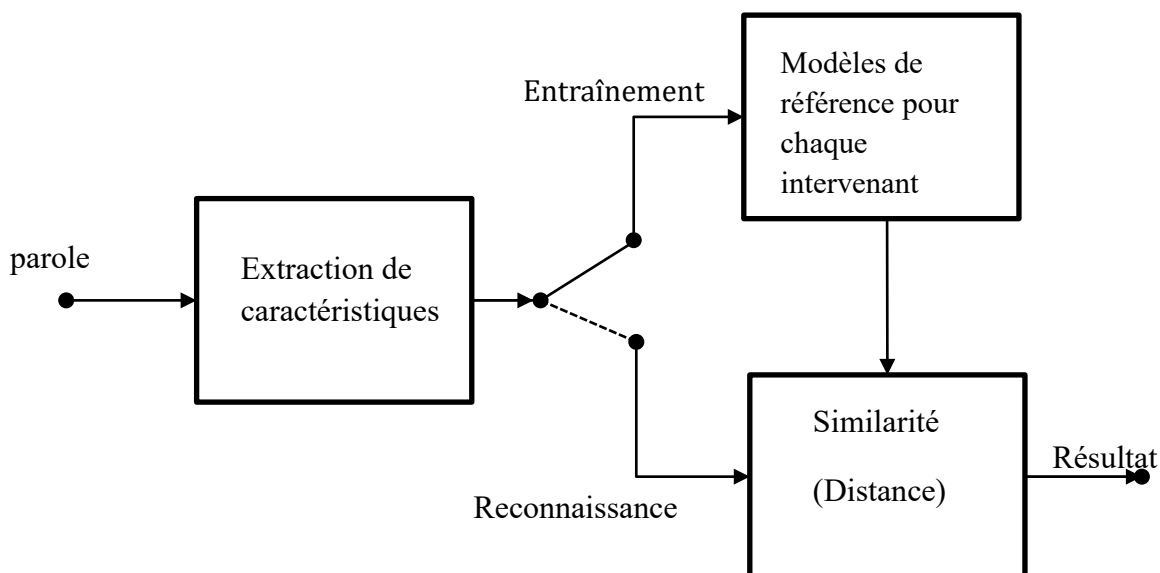 parole
Extraction de
caractéristiques
Entraînement
Modèles de
référence pour
chaque
intervenant
Reconnaissance
Similarité
(Distance)
Résultat